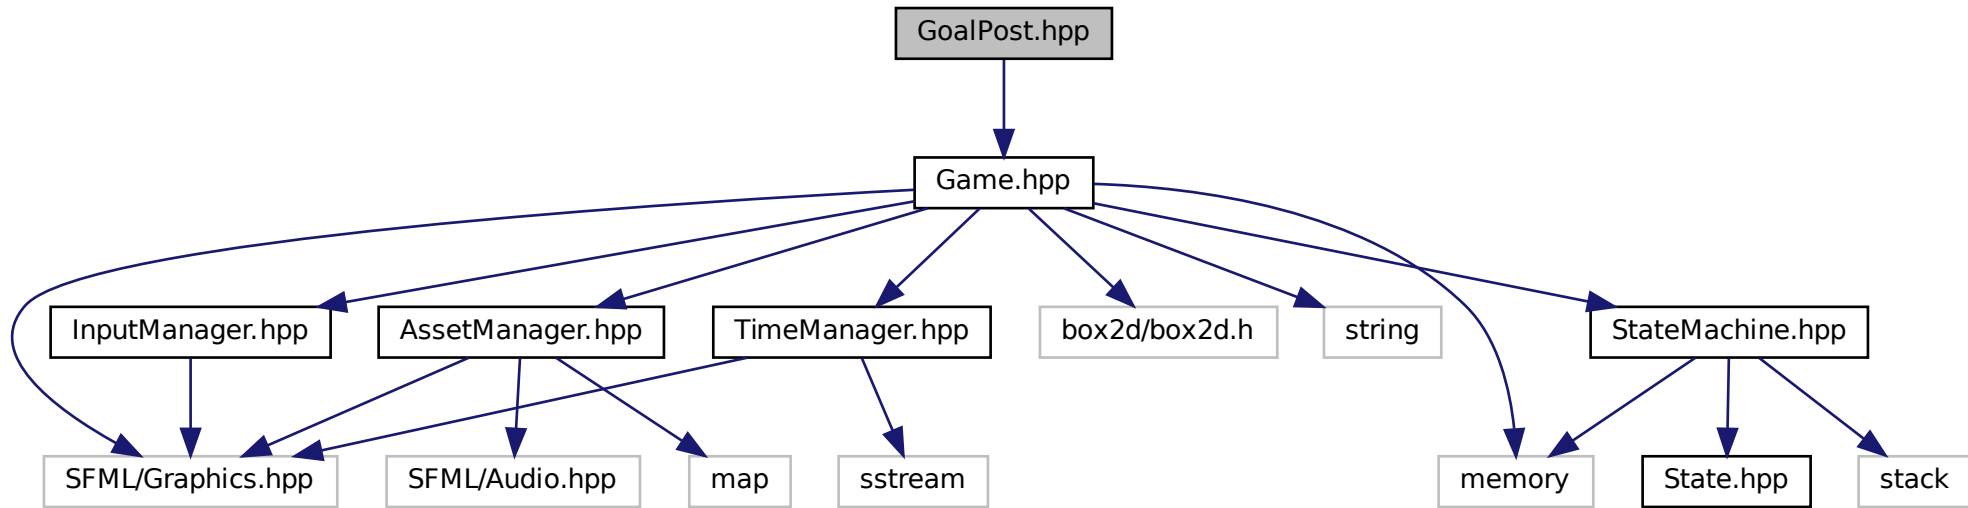 GoalPost.hpp
Game.hpp
InputManager.hpp
AssetManager.hpp
TimeManager.hpp
box2d/box2d.h
string
StateMachine.hpp
SFML/Graphics.hpp
SFML/Audio.hpp
map
sstream
memory
State.hpp
stack